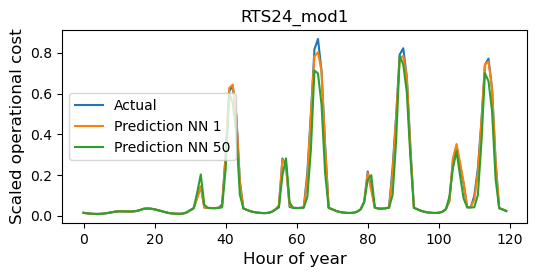 RTS24_mod1
Scaled operational cost
0.8
0.6
0.4
0.2
0.0
Actual
Prediction NN 1
Prediction NN 50
0 20 40 60 80 100 120
Hour of year